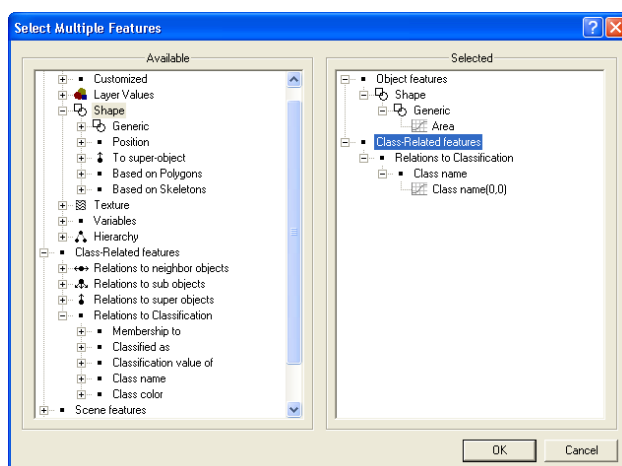 Select Multiple Features
Available
Customized
Layer Values
Shape
Generic
Position
To super-object
Based on Polygons
Based on Skeletons
Texture
Variables
Hierarchy
Class-Related features
Relations to neighbor objects
Relations to sub objects
Relations to super objects
Relations to Classification
Membership to
Classified as
Classification value of
Class name
Class color
Scene features
Selected
Object features
Shape
Generic
Area
Class-Related features
Relations to Classification
Class name
Class name(0,0)
OK
Cancel